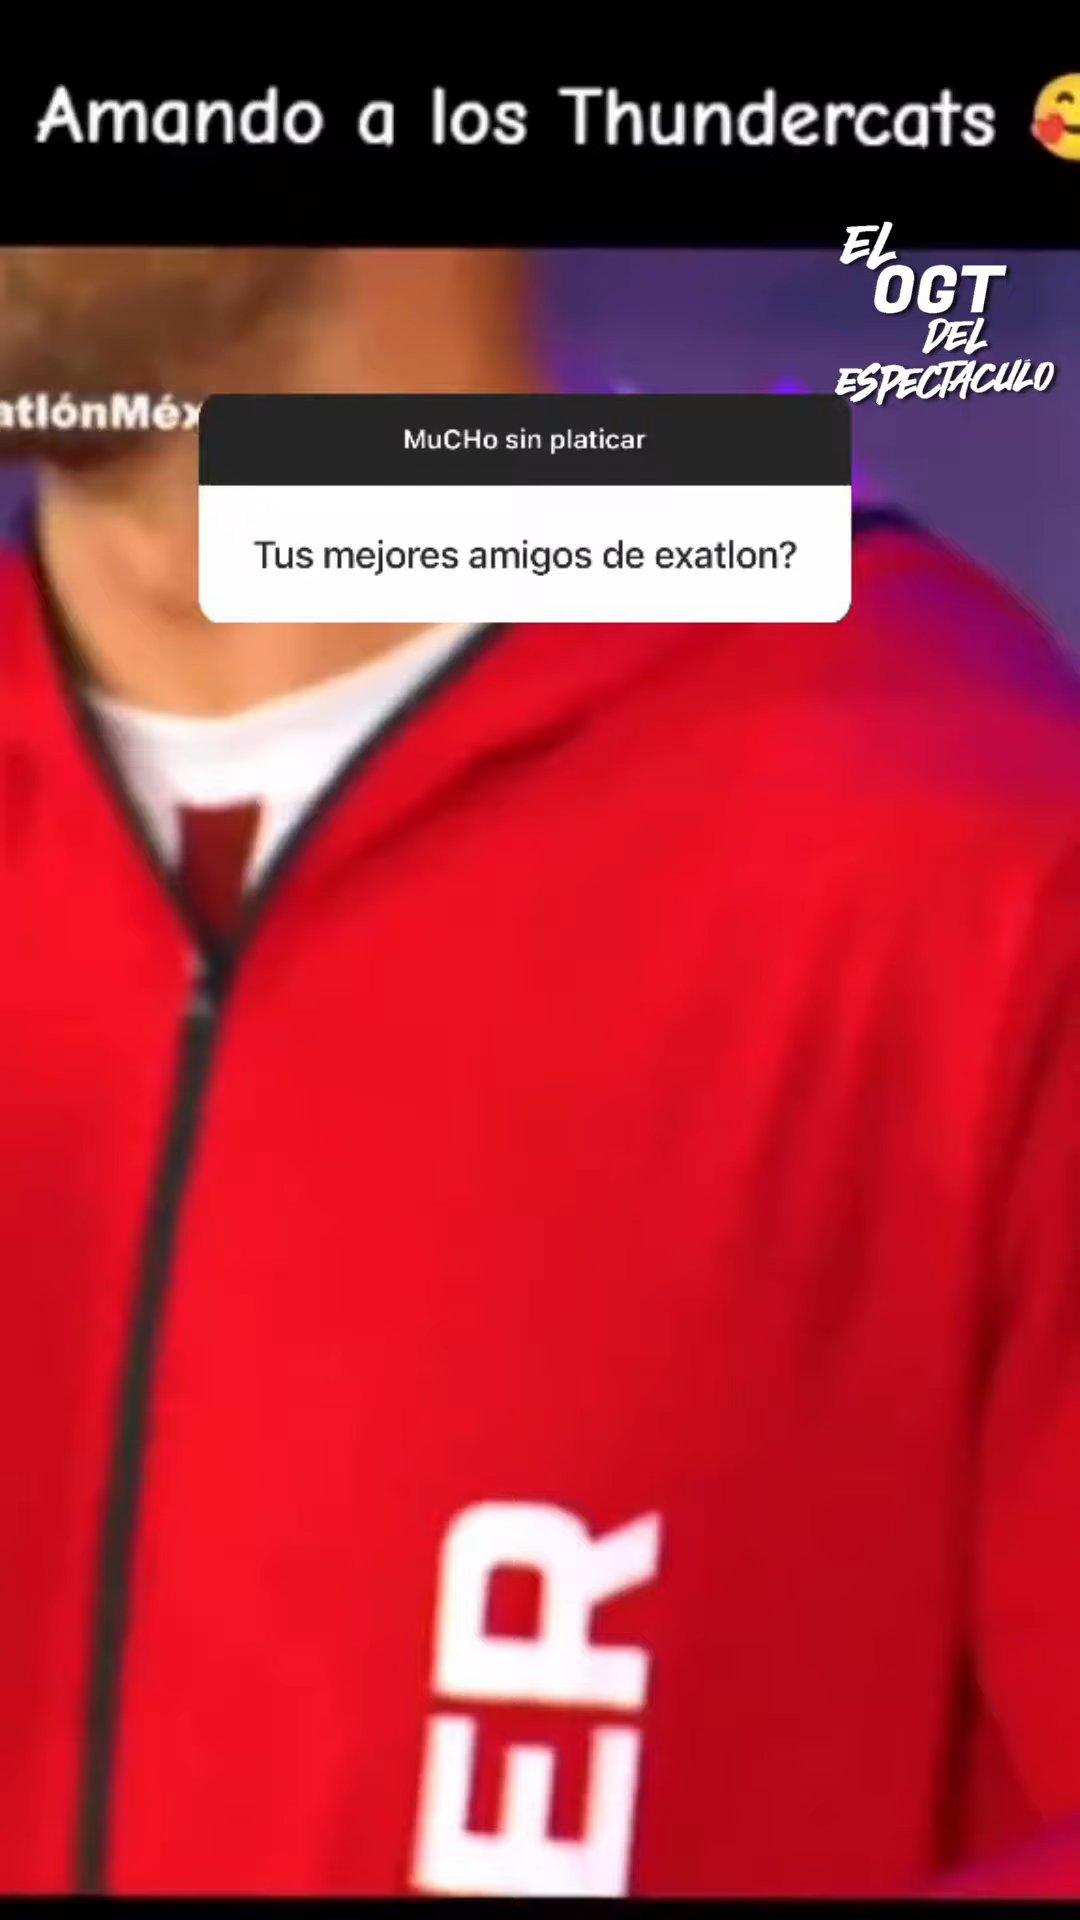 Amando a los Thundercats 🥰
EL
OGT
DEL
ESPECTACULO
atlónMéx
MuCHo sin platicar
Tus mejores amigos de exatlon?
ER